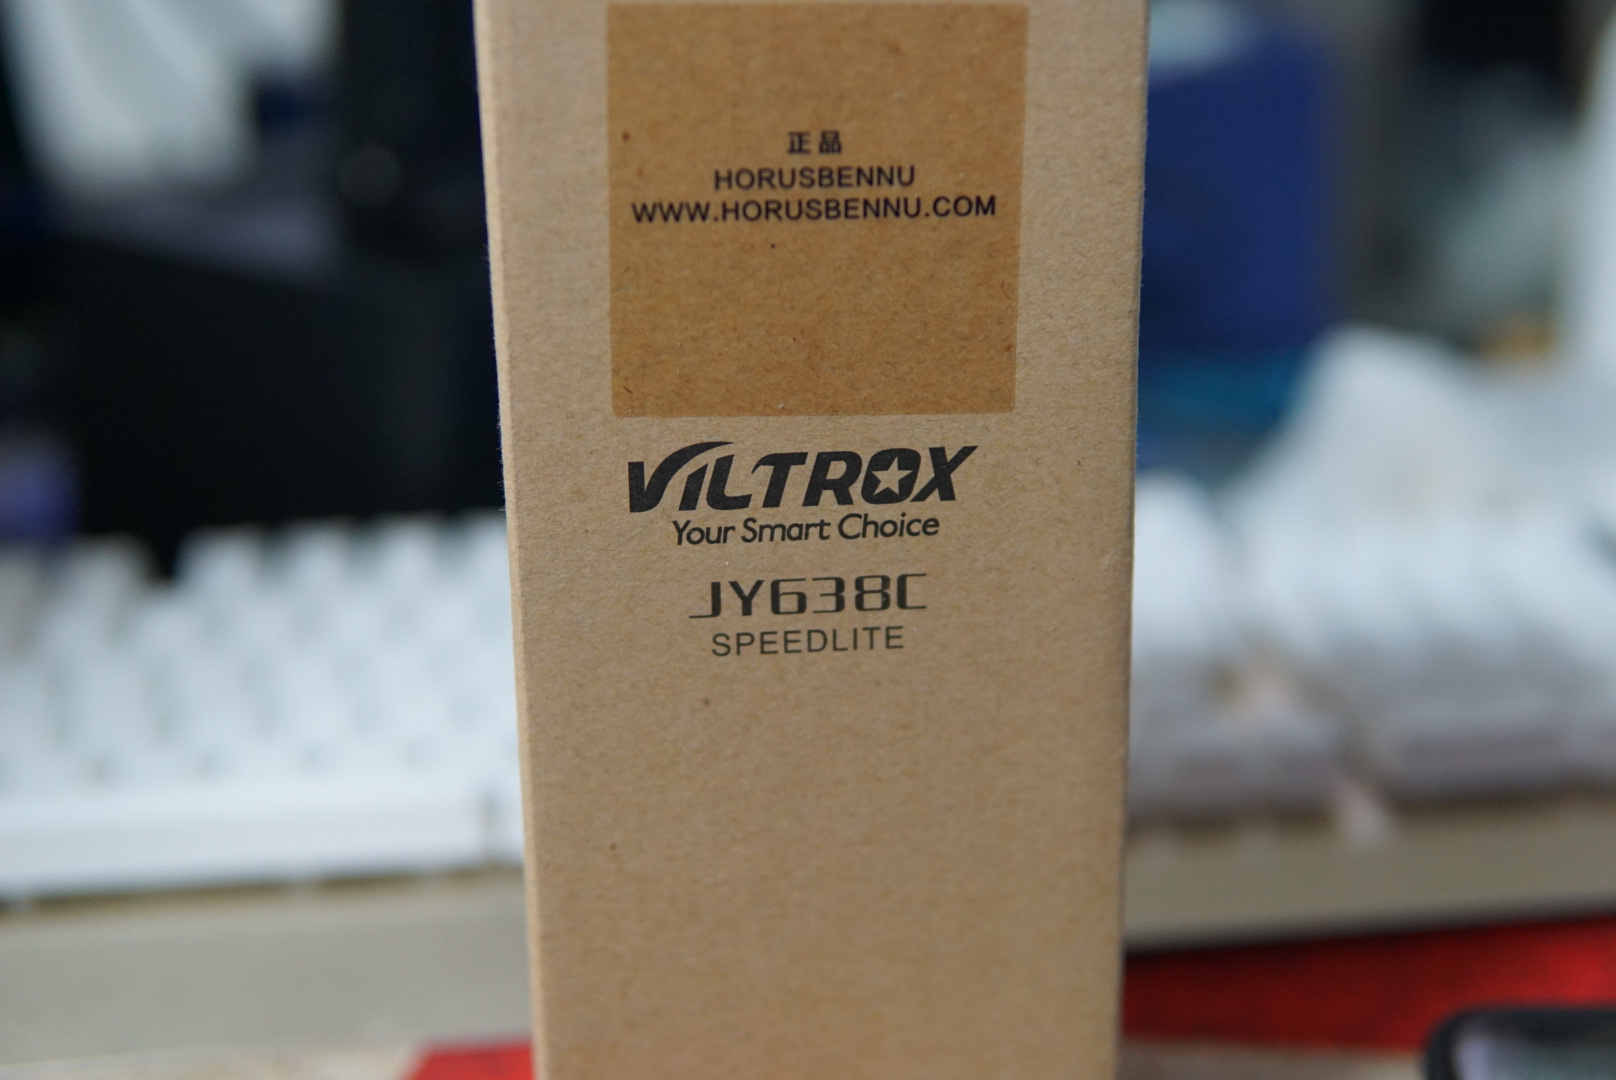 正品
HORUSBENNU
WWW.HORUSBENNU.COM
VILTROX
Your Smart Choice
JY638C
SPEEDLITE